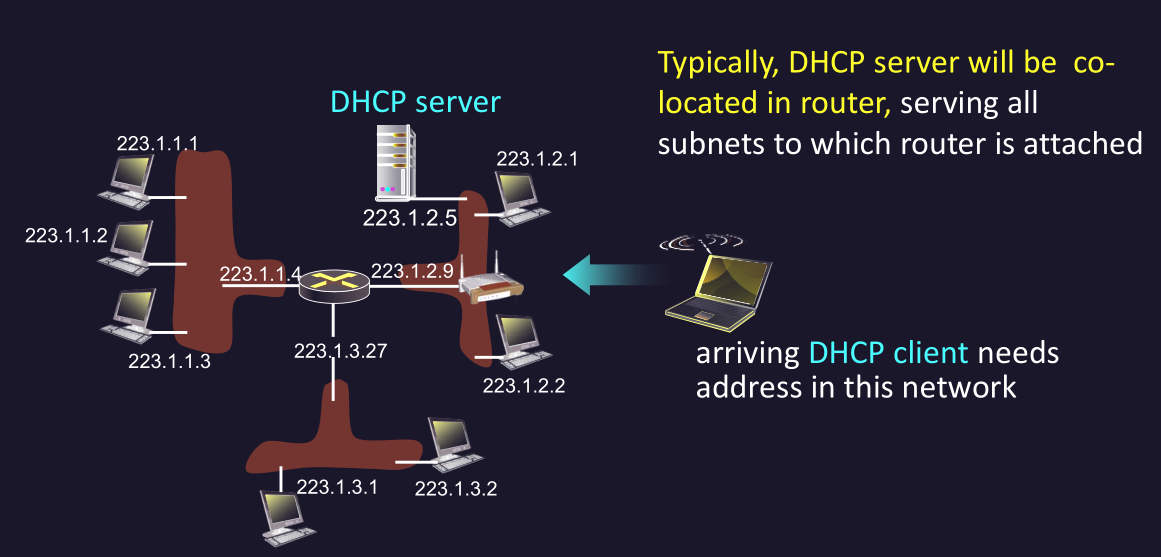 Typically, DHCP server will be co-
located in router, serving all
subnets to which router is attached
DHCP server
223.1.1.1
223.1.2.1
223.1.2.5
223.1.1.2
223.1.1.4
223.1.2.9
223.1.3.27
223.1.1.3
223.1.2.2
arriving DHCP client needs
address in this network
223.1.3.1
223.1.3.2